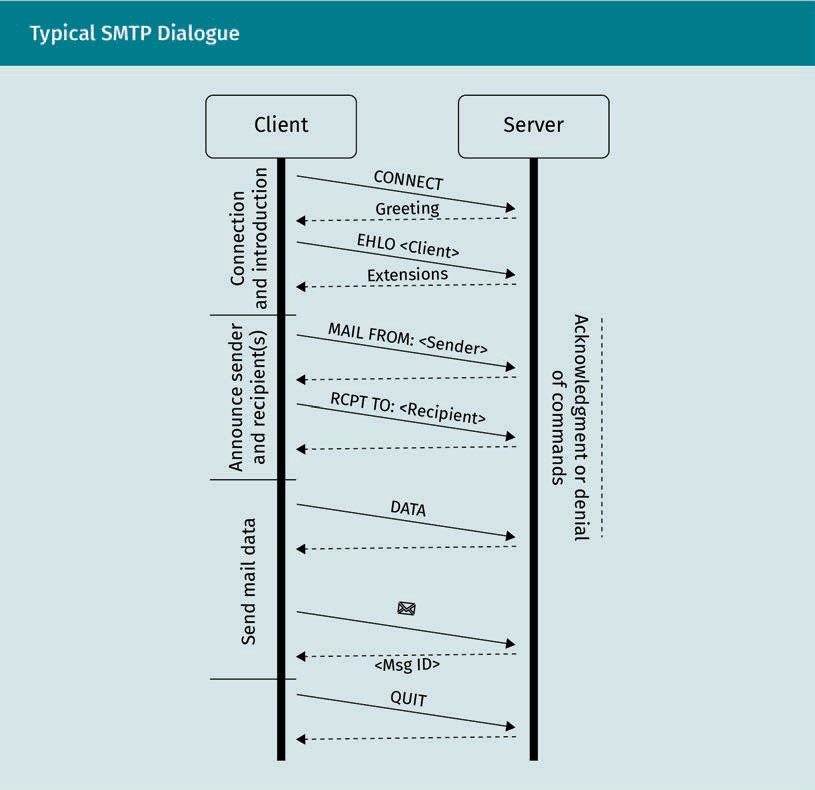 Typical SMTP Dialogue
Client
Server
Connection
and introduction
CONNECT
Greeting
EHLO <Client>
Extensions
Announce sender
and recipient(s)
MAIL FROM: <Sender>
RCPT TO: <Recipient>
Acknowledgment or denial
of commands
Send mail data
DATA
<Msg ID>
QUIT